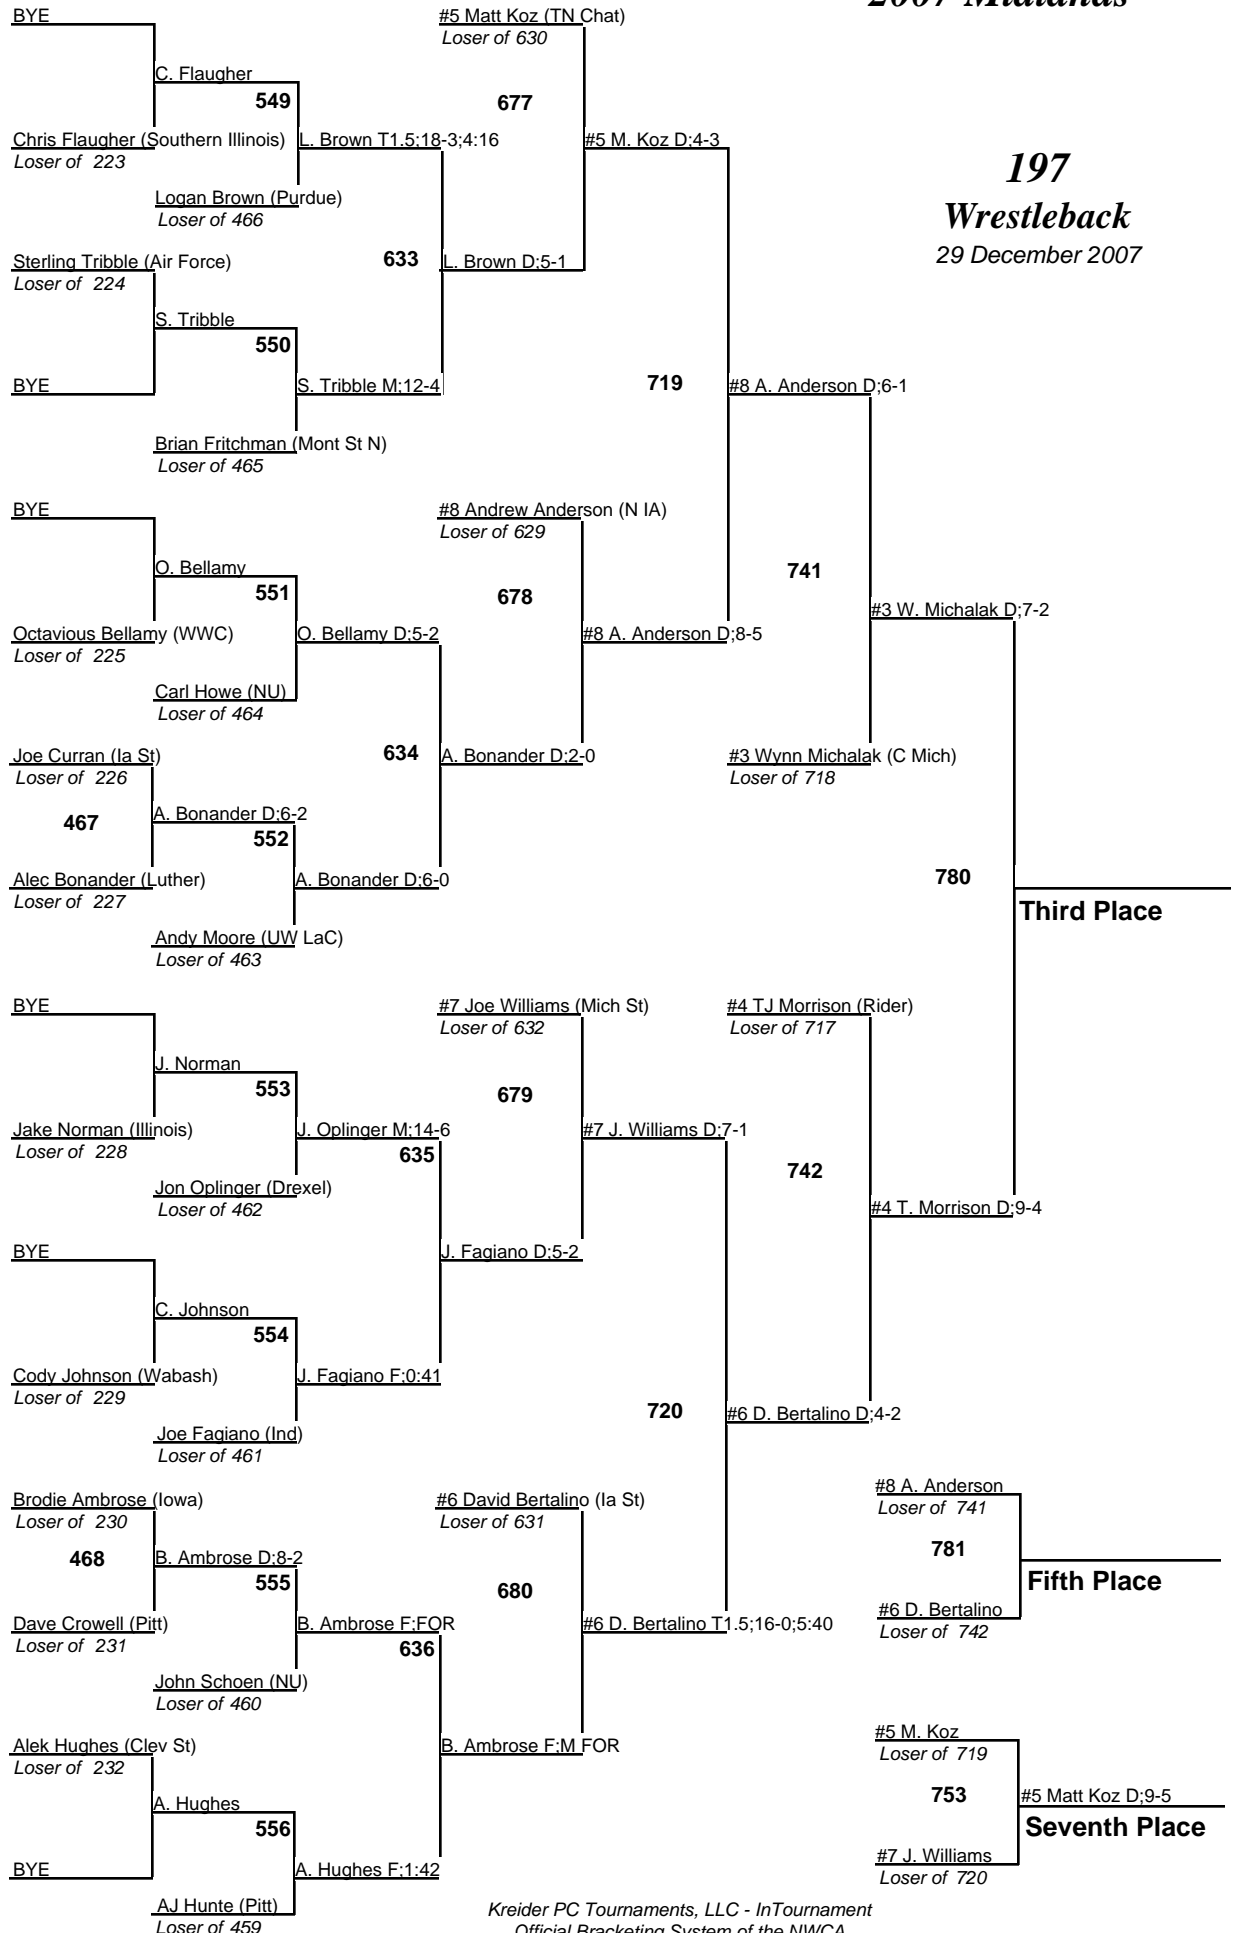 2007 Midlands
197
Wrestleback
29 December 2007
BYE
#5 Matt Koz (TN Chat)
Loser of 630
C. Flaugher
549
677
Chris Flaugher (Southern Illinois)
Loser of 223
L. Brown T1.5;18-3;4:16
#5 M. Koz D;4-3
Logan Brown (Purdue)
Loser of 466
Sterling Tribble (Air Force)
Loser of 224
633
L. Brown D;5-1
S. Tribble
550
BYE
S. Tribble M;12-4
719
#8 A. Anderson D;6-1
Brian Fritchman (Mont St N)
Loser of 465
BYE
#8 Andrew Anderson (N IA)
Loser of 629
O. Bellamy
551
678
741
#3 W. Michalak D;7-2
Octavious Bellamy (WWC)
Loser of 225
O. Bellamy D;5-2
#8 A. Anderson D;8-5
Carl Howe (NU)
Loser of 464
Joe Curran (Ia St)
Loser of 226
634
A. Bonander D;2-0
#3 Wynn Michalak (C Mich)
Loser of 718
467
A. Bonander D;6-2
552
Alec Bonander (Luther)
Loser of 227
A. Bonander D;6-0
780
Third Place
Andy Moore (UW LaC)
Loser of 463
BYE
#7 Joe Williams (Mich St)
Loser of 632
#4 TJ Morrison (Rider)
Loser of 717
J. Norman
553
679
Jake Norman (Illinois)
Loser of 228
J. Oplinger M;14-6
635
#7 J. Williams D;7-1
742
Jon Oplinger (Drexel)
Loser of 462
#4 T. Morrison D;9-4
BYE
J. Fagiano D;5-2
C. Johnson
554
Cody Johnson (Wabash)
Loser of 229
J. Fagiano F;0:41
720
#6 D. Bertalino D;4-2
Joe Fagiano (Ind)
Loser of 461
Brodie Ambrose (Iowa)
Loser of 230
#6 David Bertalino (Ia St)
Loser of 631
#8 A. Anderson
Loser of 741
468
B. Ambrose D;8-2
555
680
781
Fifth Place
Dave Crowell (Pitt)
Loser of 231
B. Ambrose F;FOR
636
#6 D. Bertalino T1.5;16-0;5:40
#6 D. Bertalino
Loser of 742
John Schoen (NU)
Loser of 460
Alek Hughes (Clev St)
Loser of 232
B. Ambrose F;M FOR
#5 M. Koz
Loser of 719
A. Hughes
556
753
#5 Matt Koz D;9-5
Seventh Place
BYE
A. Hughes F;1:42
#7 J. Williams
Loser of 720
AJ Hunte (Pitt)
Loser of 459
Kreider PC Tournaments, LLC - InTournament
Official Bracketing System of the NWCA